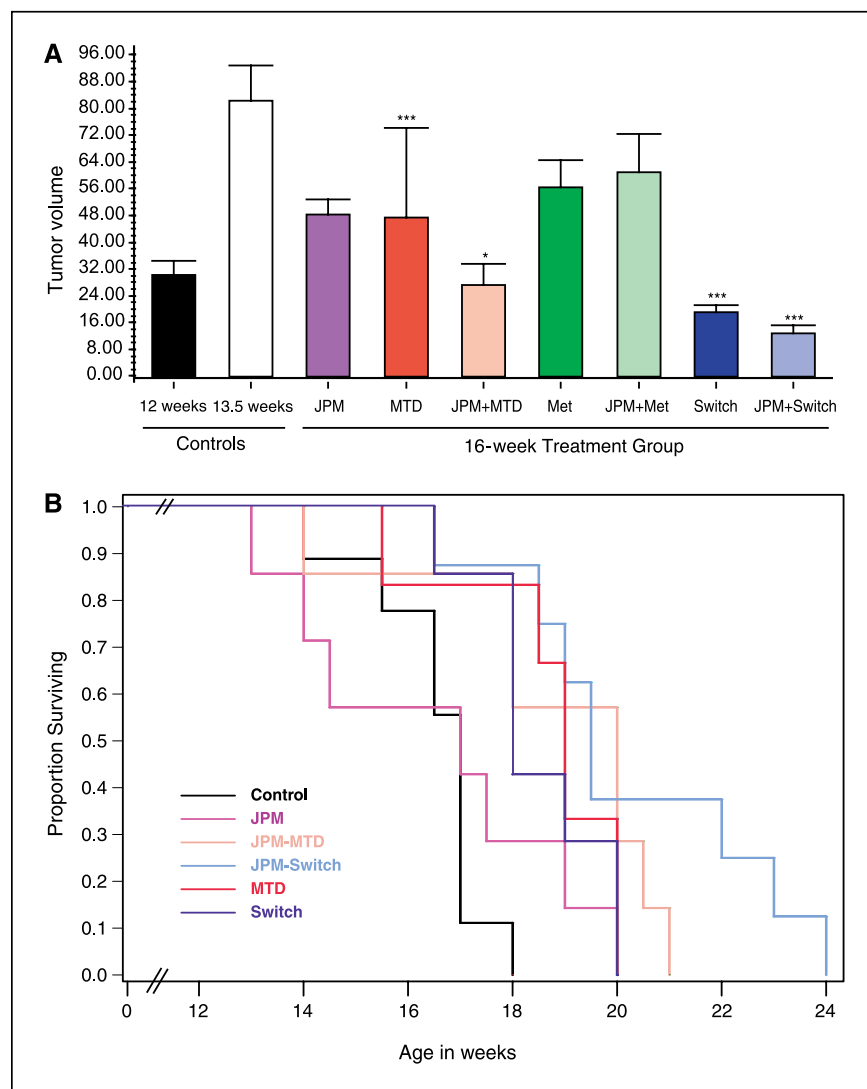 A
Tumor volume
96.00
88.00
80.00
72.00
64.00
56.00
48.00
40.00
32.00
24.00
16.00
8.00
0.00
***
*
***
***
12 weeks 13.5 weeks JPM MTD JPM+MTD Met JPM+Met Switch JPM+Switch
Controls 16-week Treatment Group
B
Proportion Surviving
1.0
0.9
0.8
0.7
0.6
0.5
0.4
0.3
0.2
0.1
0.0
Control
JPM
JPM-MTD
JPM-Switch
MTD
Switch
0 12 14 16 18 20 22 24
Age in weeks